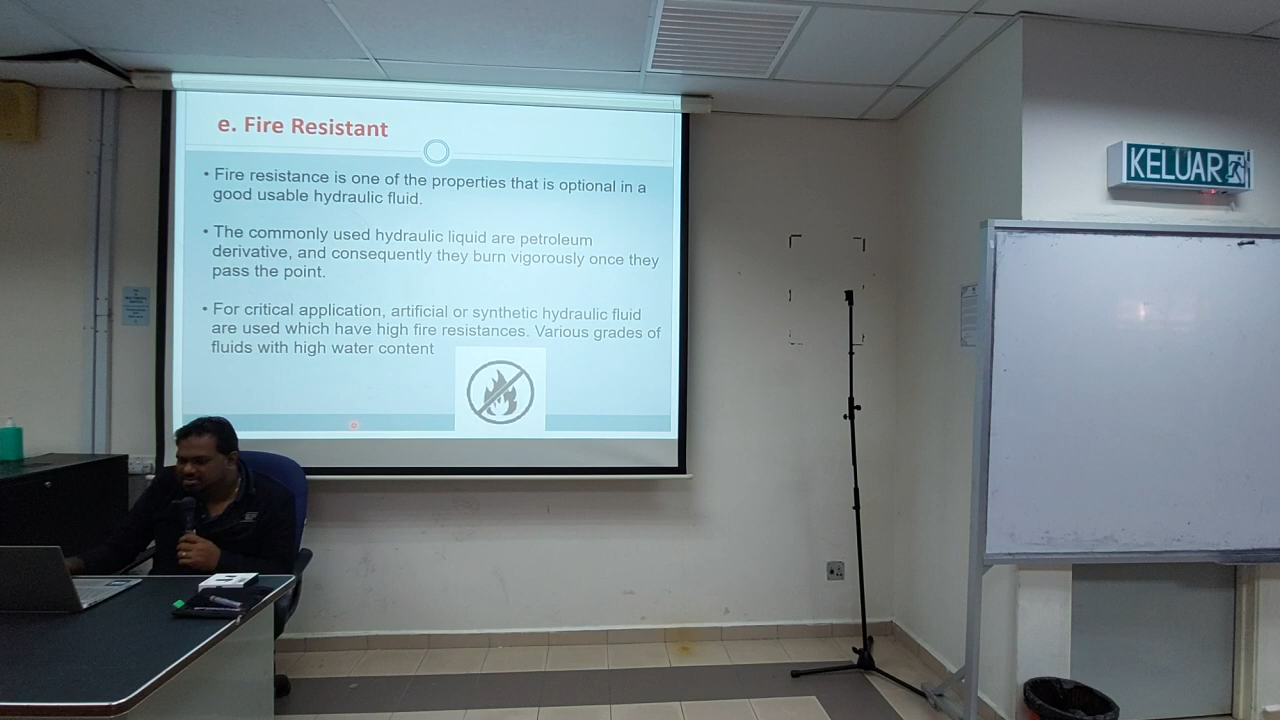 e. Fire Resistant
• Fire resistance is one of the properties that is optional in a
good usable hydraulic fluid.
• The commonly used hydraulic liquid are petroleum
derivative, and consequently they burn vigorously once they
pass the point.
• For critical application, artificial or synthetic hydraulic fluid
are used which have high fire resistances. Various grades of
fluids with high water content
KELUAR